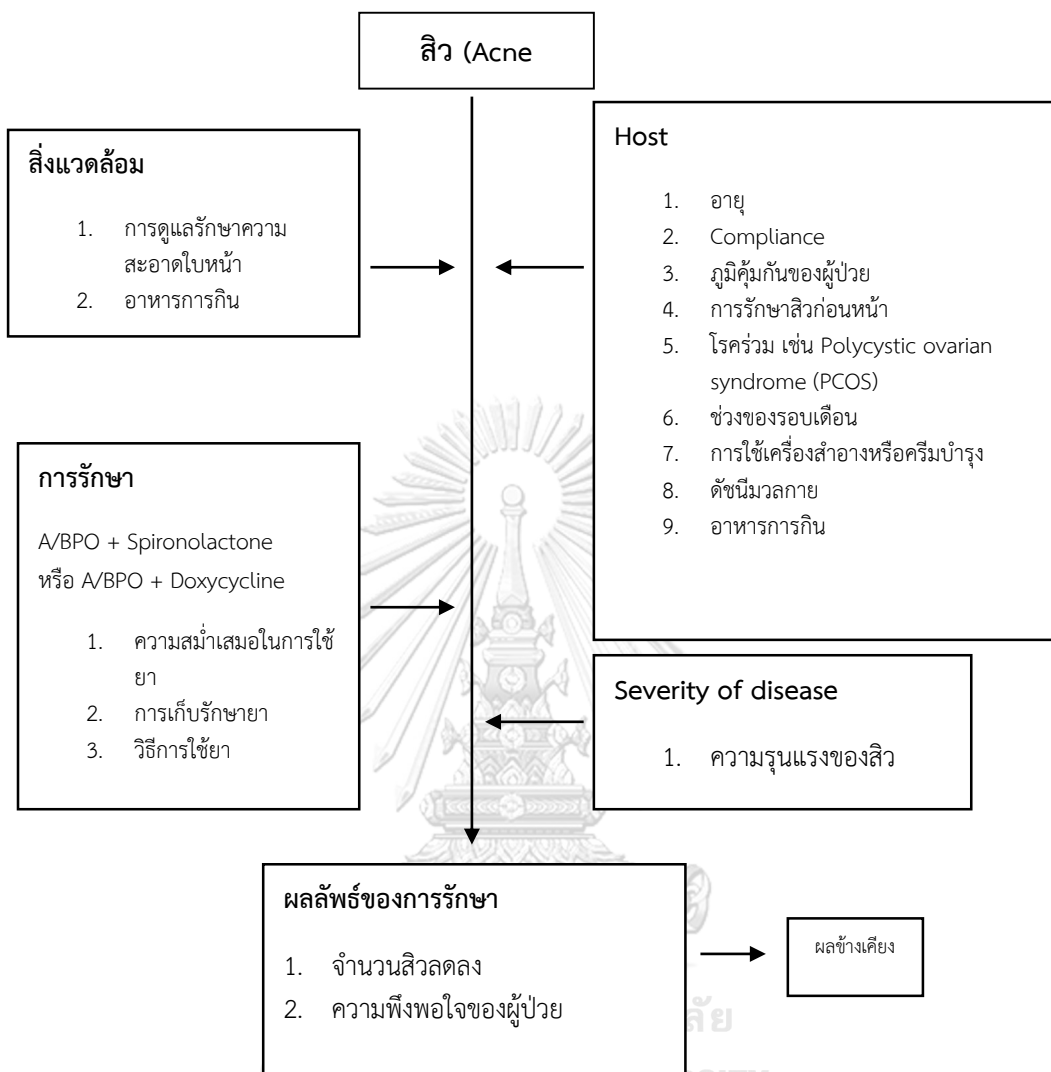 สิว (Acne
สิ่งแวดล้อม
1. การดูแลรักษาความ
สะอาดใบหน้า
2. อาหารการกิน
Host
1. อายุ
2. Compliance
3. ภูมิคุ้มกันของผู้ป่วย
4. การรักษาสิวก่อนหน้า
5. โรคร่วม เช่น Polycystic ovarian
syndrome (PCOS)
6. ช่วงของรอบเดือน
7. การใช้เครื่องสำอางหรือครีมบำรุง
8. ดัชนีมวลกาย
9. อาหารการกิน
การรักษา
A/BPO + Spironolactone
หรือ A/BPO + Doxycycline
1. ความสม่ำเสมอในการใช้
ยา
2. การเก็บรักษายา
3. วิธีการใช้ยา
Severity of disease
1. ความรุนแรงของสิว
ผลลัพธ์ของการรักษา
1. จำนวนสิวลดลง
2. ความพึงพอใจของผู้ป่วย
ผลข้างเคียง